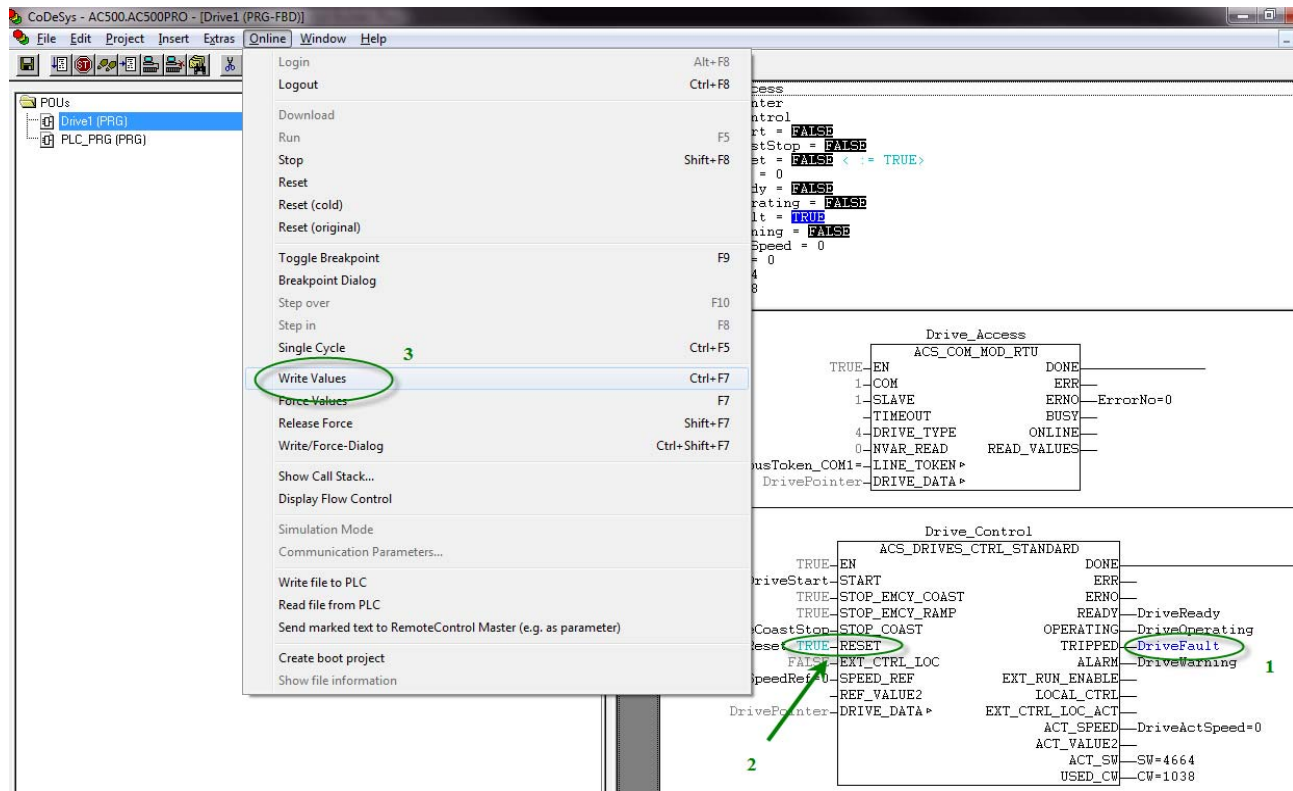 CoDeSys - AC500.AC500PRO - [Drive1 (PRG-FBD)]
File Edit Project Insert Extras Online Window Help
POUs
Drive1 (PRG)
PLC_PRG (PRG)
Login Alt+F8
Logout Ctrl+F8
Download
Run F5
Stop Shift+F8
Reset
Reset (cold)
Reset (original)
Toggle Breakpoint F9
Breakpoint Dialog
Step over F10
Step in F8
Single Cycle Ctrl+F5
3
Write Values Ctrl+F7
Force Values F7
Release Force Shift+F7
Write/Force-Dialog Ctrl+Shift+F7
Show Call Stack...
Display Flow Control
Simulation Mode
Communication Parameters...
Write file to PLC
Read file from PLC
Send marked text to RemoteControl Master (e.g. as parameter)
Create boot project
Show file information
cess
nter
ntrol
rt = FALSE
stStop = FALSE
et = FALSE < := TRUE>
= 0
dy = FALSE
rating = FALSE
lt = TRUE
ning = FALSE
Speed = 0
= 0
4
8
Drive_Access
ACS_COM_MOD_RTU
TRUE EN DONE
1 COM ERR
1 SLAVE ERNO ErrorNo=0
TIMEOUT BUSY
4 DRIVE_TYPE ONLINE
0 NVAR_READ READ_VALUES
usToken_COM1= LINE_TOKEN
DrivePointer DRIVE_DATA
Drive_Control
ACS_DRIVES_CTRL_STANDARD
TRUE EN DONE
DriveStart START ERR
TRUE STOP_EMCY_COAST ERNO
TRUE STOP_EMCY_RAMP READY DriveReady
eCoastStop STOP_COAST OPERATING DriveOperating
Reset TRUE RESET TRIPPED DriveFault
FALSE EXT_CTRL_LOC ALARM DriveWarning 1
SpeedRef=0 SPEED_REF EXT_RUN_ENABLE
REF_VALUE2 LOCAL_CTRL
DrivePointer DRIVE_DATA EXT_CTRL_LOC_ACT
ACT_SPEED DriveActSpeed=0
ACT_VALUE2
2 ACT_SW SW=4664
USED_CW CW=1038